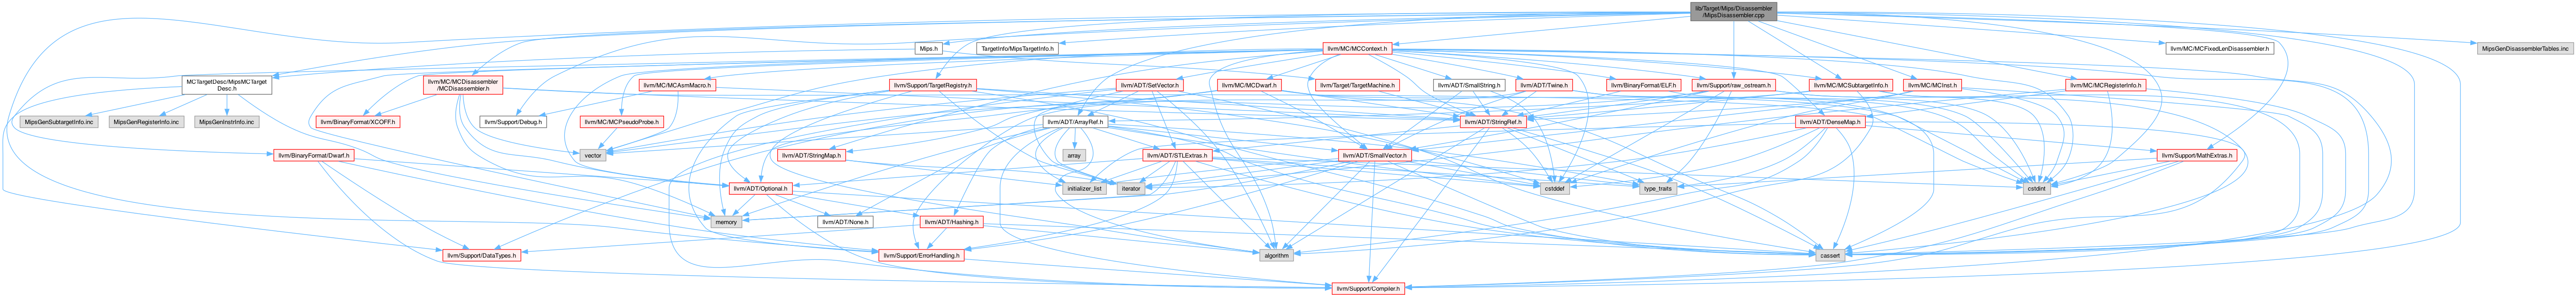 lib/Target/Mips/Disassembler
/MipsDisassembler.cpp
Mips.h
TargetInfo/MipsTargetInfo.h
llvm/MC/MCContext.h
llvm/MC/MCFixedLenDisassembler.h
MipsGenDisassemblerTables.inc
MCTargetDesc/MipsMCTarget
Desc.h
llvm/MC/MCDisassembler
/MCDisassembler.h
llvm/MC/MCAsmMacro.h
llvm/Support/TargetRegistry.h
llvm/ADT/SetVector.h
llvm/MC/MCDwarf.h
llvm/Target/TargetMachine.h
llvm/ADT/SmallString.h
llvm/ADT/Twine.h
llvm/BinaryFormat/ELF.h
llvm/Support/raw_ostream.h
llvm/MC/MCSubtargetInfo.h
llvm/MC/MCInst.h
llvm/MC/MCRegisterInfo.h
MipsGenSubtargetInfo.inc
MipsGenRegisterInfo.inc
MipsGenInstrInfo.inc
llvm/BinaryFormat/XCOFF.h
llvm/Support/Debug.h
llvm/MC/MCPseudoProbe.h
llvm/ADT/ArrayRef.h
llvm/ADT/StringRef.h
llvm/ADT/DenseMap.h
llvm/BinaryFormat/Dwarf.h
vector
llvm/ADT/StringMap.h
array
llvm/ADT/STLExtras.h
llvm/ADT/SmallVector.h
llvm/Support/MathExtras.h
llvm/ADT/Optional.h
initializer_list
iterator
cstddef
type_traits
cstdint
memory
llvm/ADT/None.h
llvm/ADT/Hashing.h
llvm/Support/DataTypes.h
llvm/Support/ErrorHandling.h
algorithm
cassert
llvm/Support/Compiler.h